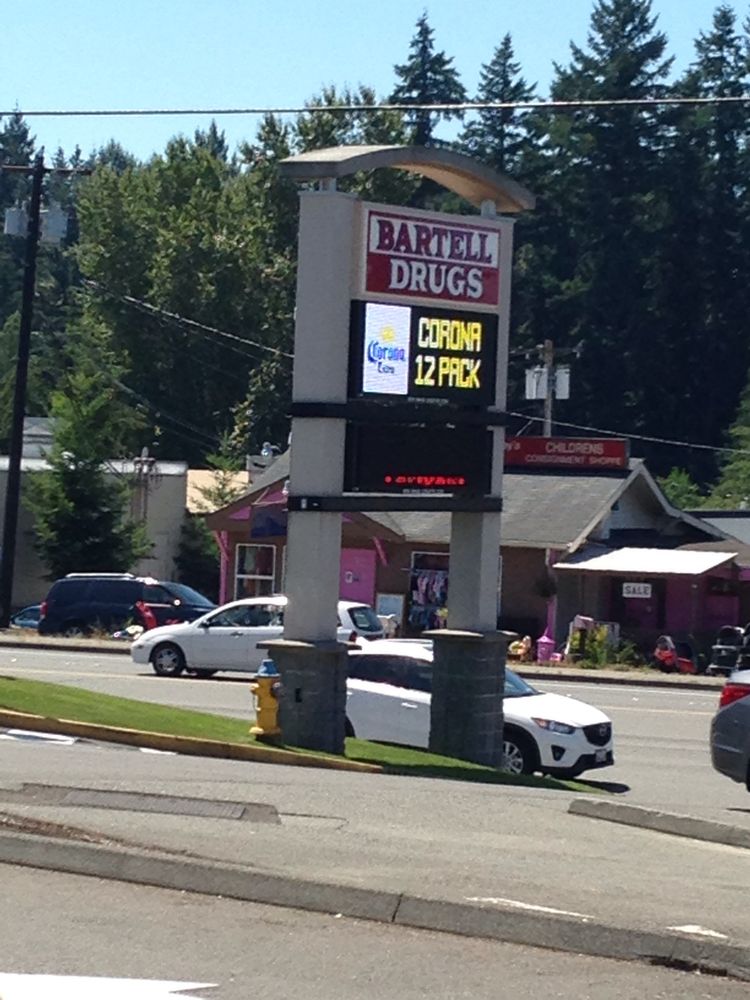 BARTELL
DRUGS
Corona
Extra
CORONA
12 PACK
CHILDRENS
CONSIGNMENT SHOPPE
SALE